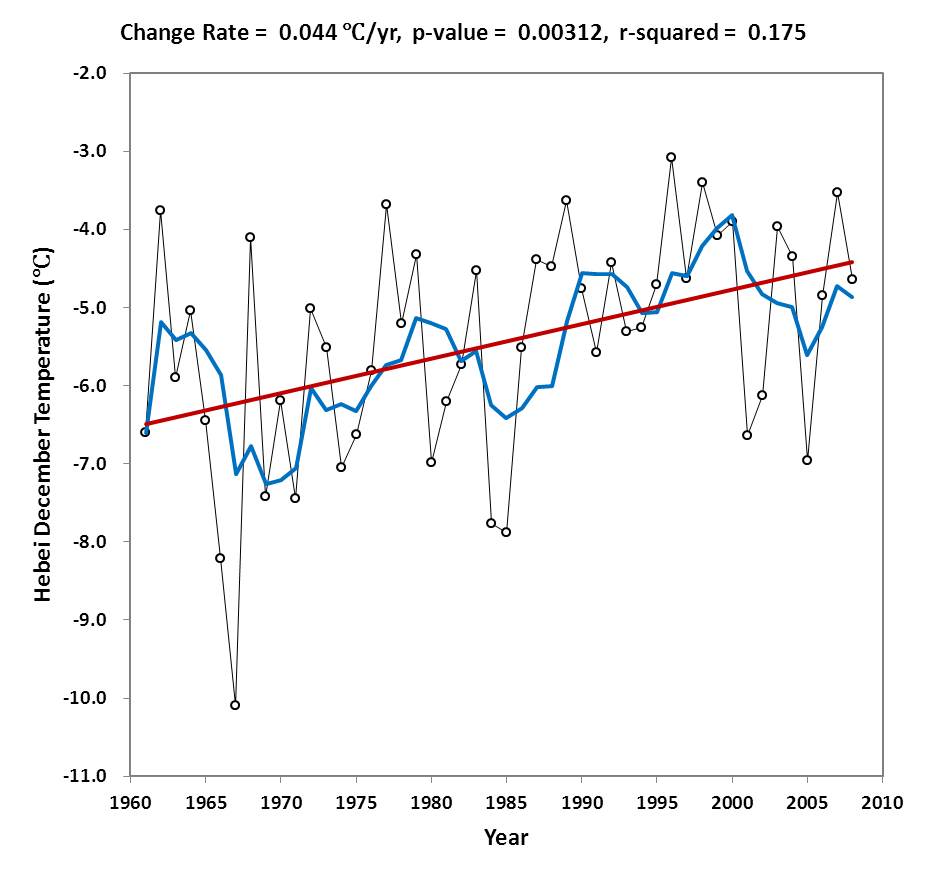 Change Rate = 0.044 ℃/yr, p-value = 0.00312, r-squared = 0.175
-2.0
-3.0
-4.0
-5.0
-6.0
-7.0
-8.0
-9.0
-10.0
-11.0
Hebei December Temperature (℃)
1960 1965 1970 1975 1980 1985 1990 1995 2000 2005 2010
Year